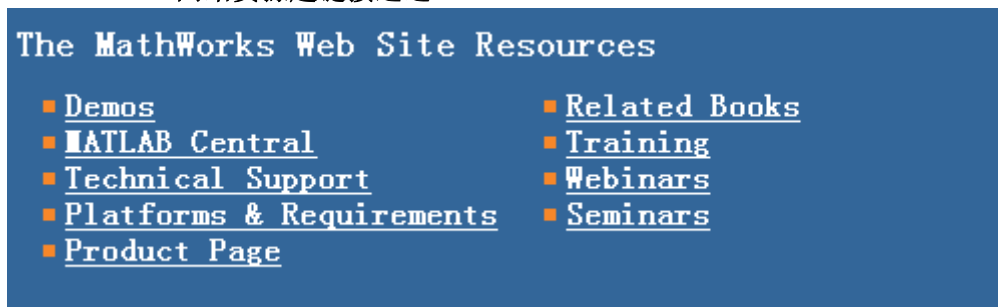 The MathWorks Web Site Resources
Demos
MATLAB Central
Technical Support
Platforms & Requirements
Product Page
Related Books
Training
Webinars
Seminars